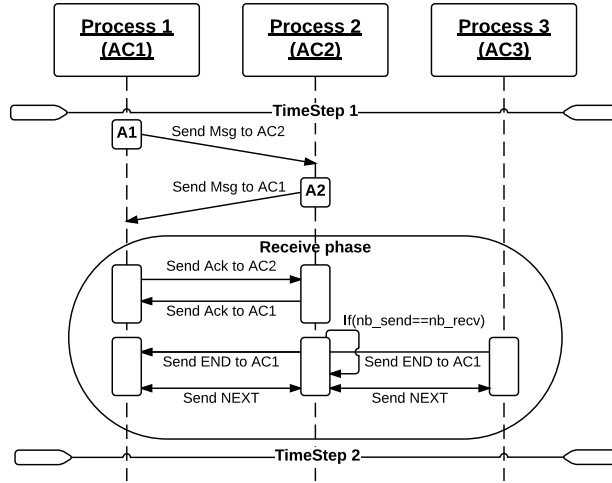 Process 1
(AC1)
Process 2
(AC2)
Process 3
(AC3)
TimeStep 1
A1
Send Msg to AC2
Send Msg to AC1
A2
Receive phase
Send Ack to AC2
Send Ack to AC1
If(nb_send==nb_recv)
Send END to AC1
Send END to AC1
Send NEXT
Send NEXT
TimeStep 2